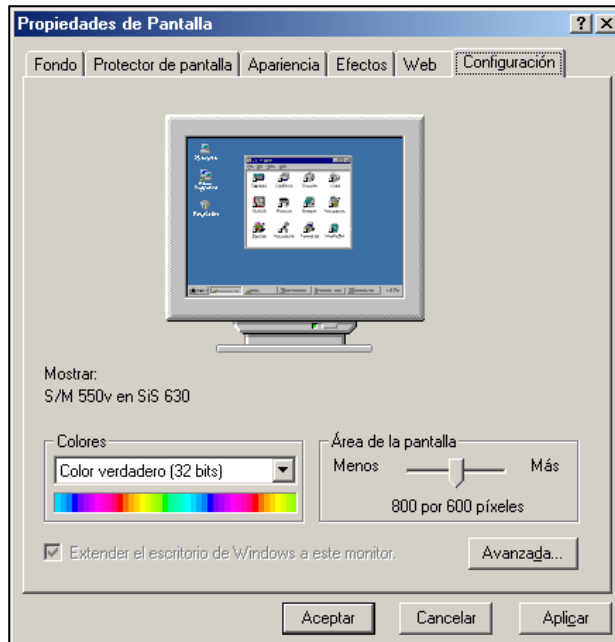 Propiedades de Pantalla
Fondo Protector de pantalla Apariencia Efectos Web Configuración
Mostrar:
S/M 550v en SiS 630
Colores
Color verdadero (32 bits)
Área de la pantalla
Menos Más
800 por 600 píxeles
Extender el escritorio de Windows a este monitor.
Avanzada...
Aceptar Cancelar Aplicar